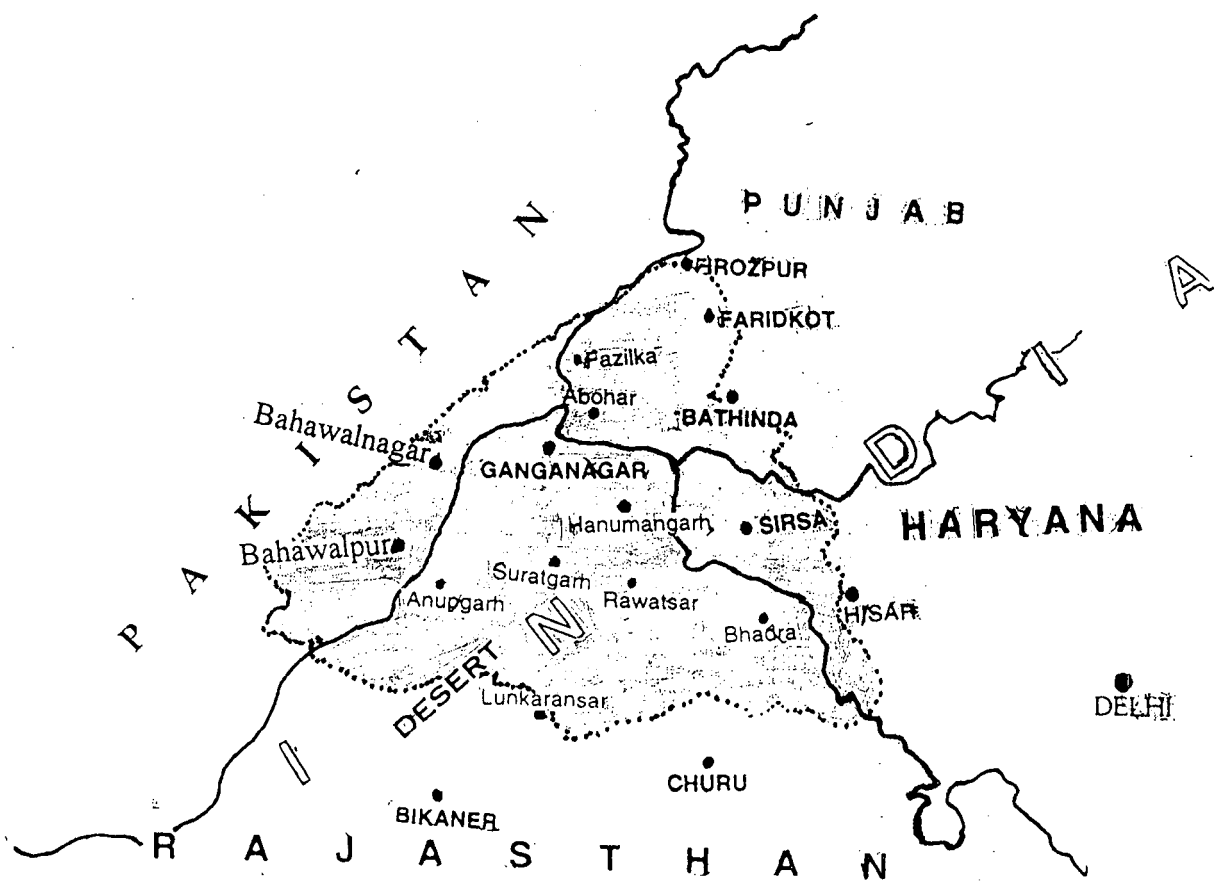 PUNJAB
PAKISTAN
INDIA
FIROZPUR
FARIDKOT
Fazilka
Abohar
BATHINDA
Bahawalnagar
GANGANAGAR
Hanumangarh
SIRSA
HARYANA
Bahawalpur
Suratgarh
Anupgarh
Rawatsar
HISAR
Bhadra
DESERT
Lunkaransar
DELHI
CHURU
BIKANER
RAJASTHAN